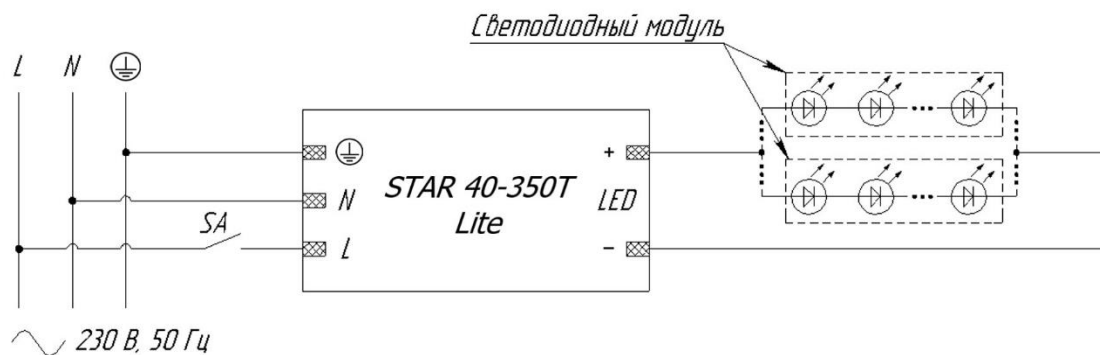 Светодиодный модуль
L N
+
STAR 40-350T
Lite
N
LED
SA
L
-
230 В, 50 Гц